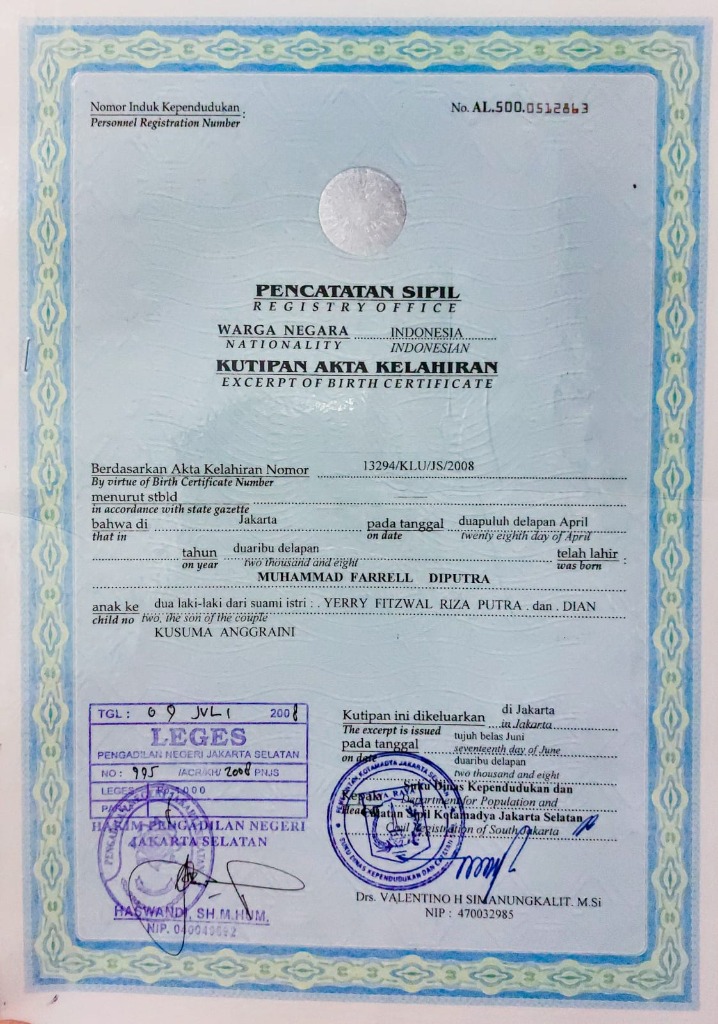 Nomor Induk Kependudukan :
Personnel Registration Number
No. AL.500.0512863
PENCATATAN SIPIL
REGISTRY OFFICE
WARGA NEGARA INDONESIA
NATIONALITY INDONESIAN
KUTIPAN AKTA KELAHIRAN
EXCERPT OF BIRTH CERTIFICATE
Berdasarkan Akta Kelahiran Nomor 13294/KLU/JS/2008
By virtue of Birth Certificate Number
menurut stbld
in accordance with state gazette
bahwa di Jakarta pada tanggal duapuluh delapan April
that in on date twenty eighth day of April
tahun duaribu delapan telah lahir :
on year two thousand and eight was born
MUHAMMAD FARRELL DIPUTRA
anak ke dua laki-laki dari suami istri : . YERRY FITZWAL RIZA PUTRA . dan . DIAN
child no two, the son of the couple
KUSUMA ANGGRAINI
Kutipan ini dikeluarkan di Jakarta
The excerpt is issued in Jakarta
pada tanggal tujuh belas Juni
on date seventeenth day of June
duaribu delapan
two thousand and eight
Kepala Suku Dinas Kependudukan dan
Head Department for Population and
Catatan Sipil Kotamadya Jakarta Selatan
Civil Registration of South Jakarta
Drs. VALENTINO H SIMANUNGKALIT. M.Si
NIP : 470032985
TGL : 09 JULI 2008
LEGES
PENGADILAN NEGERI JAKARTA SELATAN
NO : 995 /ACR/KH/ 2008 PNJS
LEGES
HAKIM PENGADILAN NEGERI
JAKARTA SELATAN
HASWANDI, SH.M.HUM.
NIP.